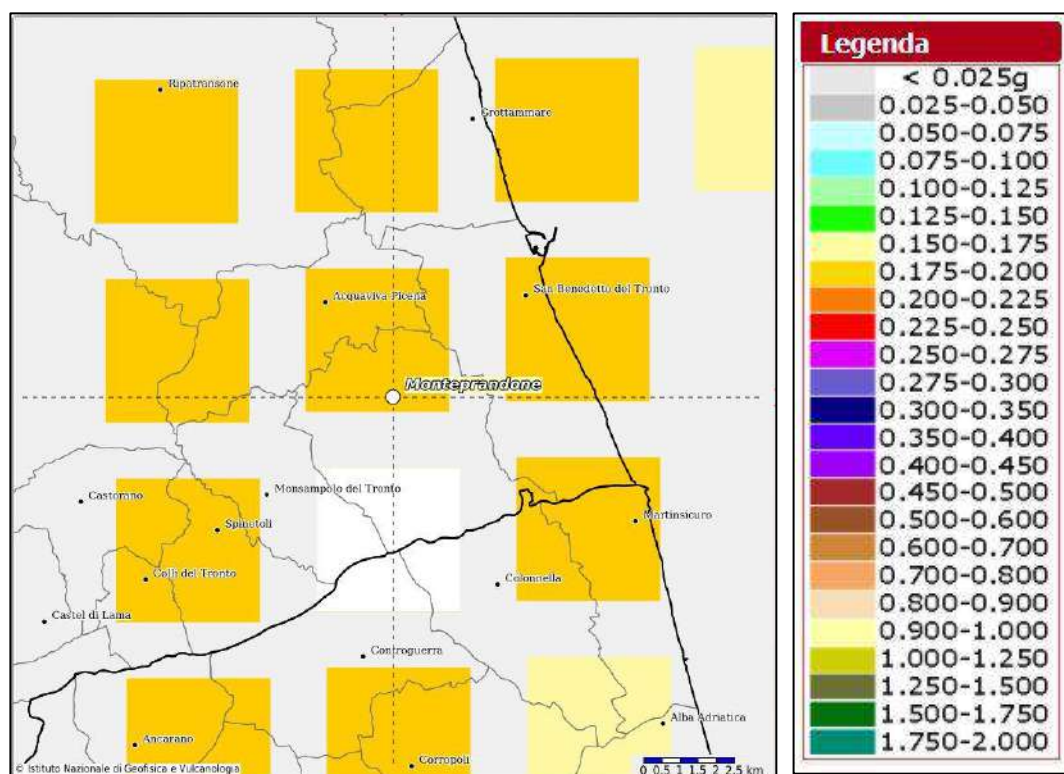 Ripatransone
Grottammare
Acquaviva Picena
San Benedetto del Tronto
Monteprandone
Castorano
Monsampolo del Tronto
Spinetoli
Martinsicuro
Colli del Tronto
Colonnella
Castel di Lama
Controguerra
Alba Adriatica
Ancarano
Corropoli
© Istituto Nazionale di Geofisica e Vulcanologia
0 0.5 1 1.5 2 2.5 km
Legenda
< 0.025g
0.025-0.050
0.050-0.075
0.075-0.100
0.100-0.125
0.125-0.150
0.150-0.175
0.175-0.200
0.200-0.225
0.225-0.250
0.250-0.275
0.275-0.300
0.300-0.350
0.350-0.400
0.400-0.450
0.450-0.500
0.500-0.600
0.600-0.700
0.700-0.800
0.800-0.900
0.900-1.000
1.000-1.250
1.250-1.500
1.500-1.750
1.750-2.000